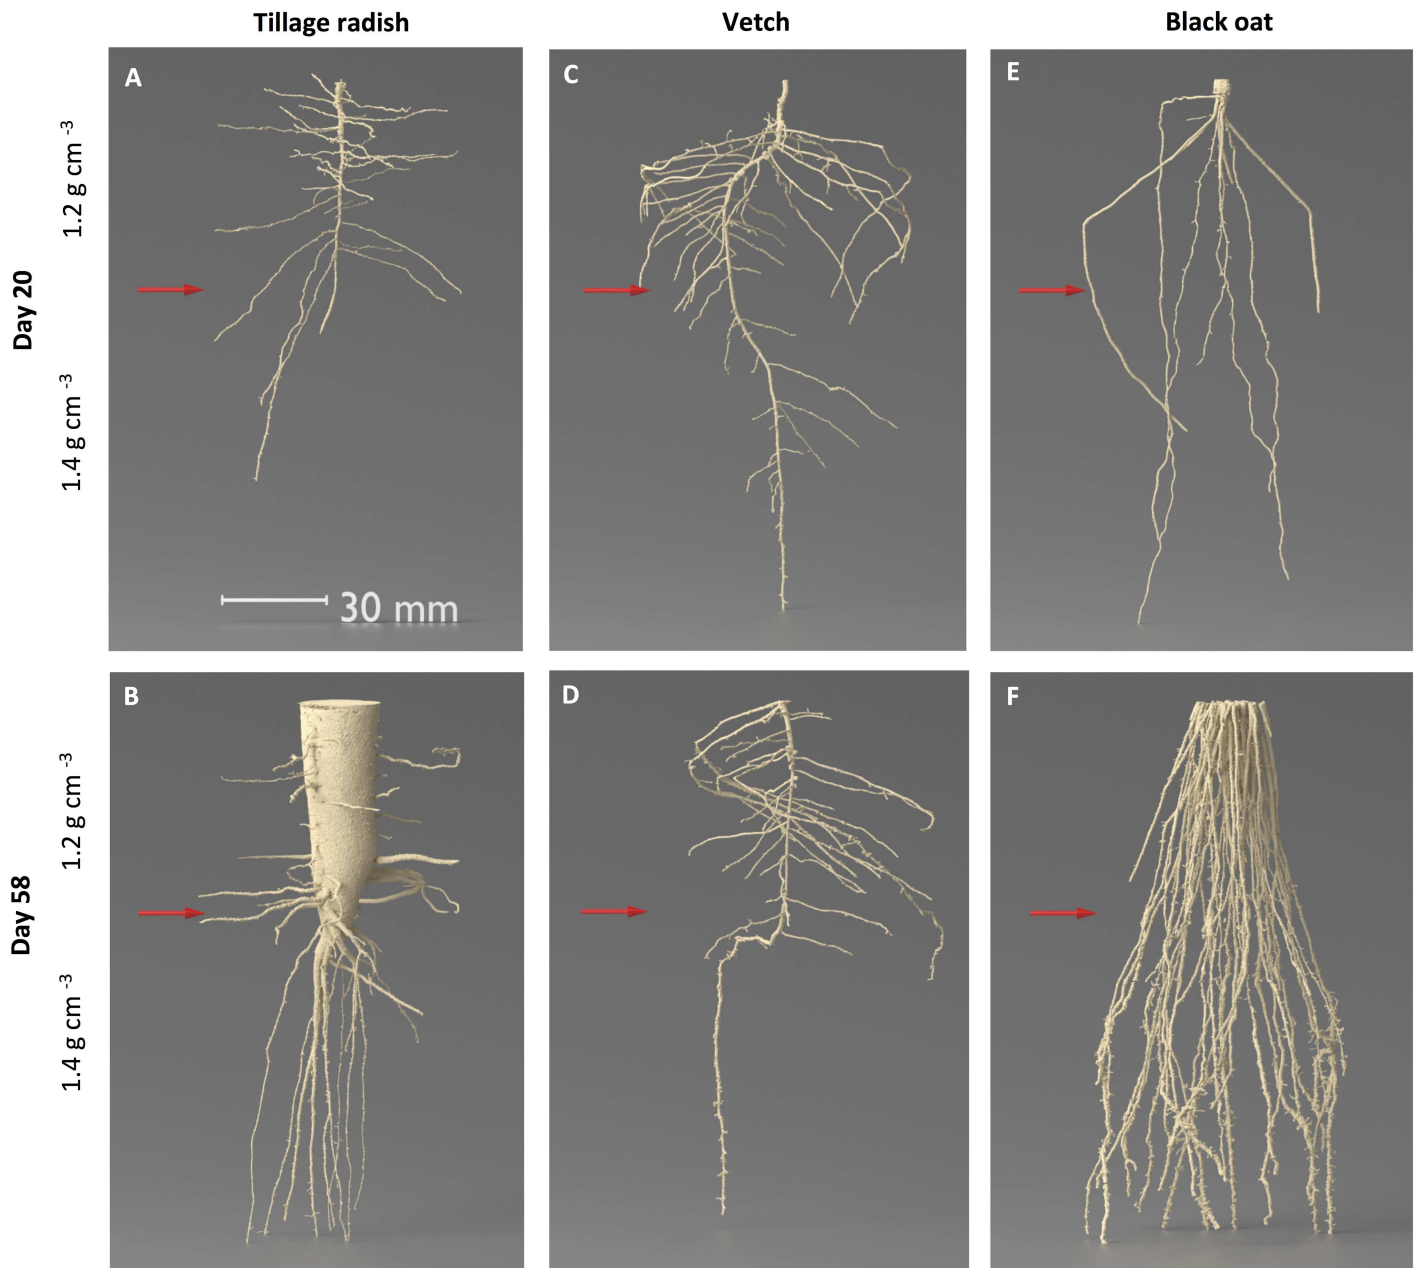 Tillage radish
Vetch
Black oat
A
C
E
1.2 g cm -3
Day 20
1.4 g cm -3
30 mm
B
D
F
1.2 g cm -3
Day 58
1.4 g cm -3